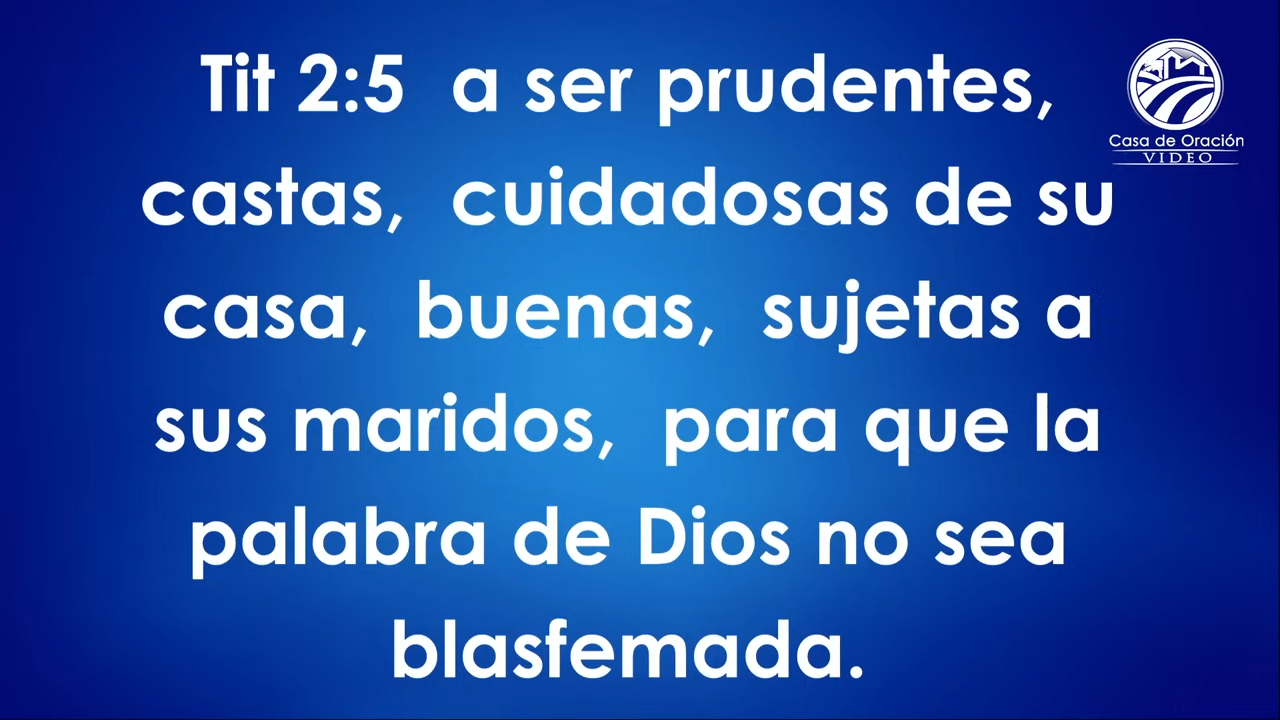 Tit 2:5 a ser prudentes,
castas, cuidadosas de su
casa, buenas, sujetas a
sus maridos, para que la
palabra de Dios no sea
blasfemada.
Casa de Oración
VIDEO